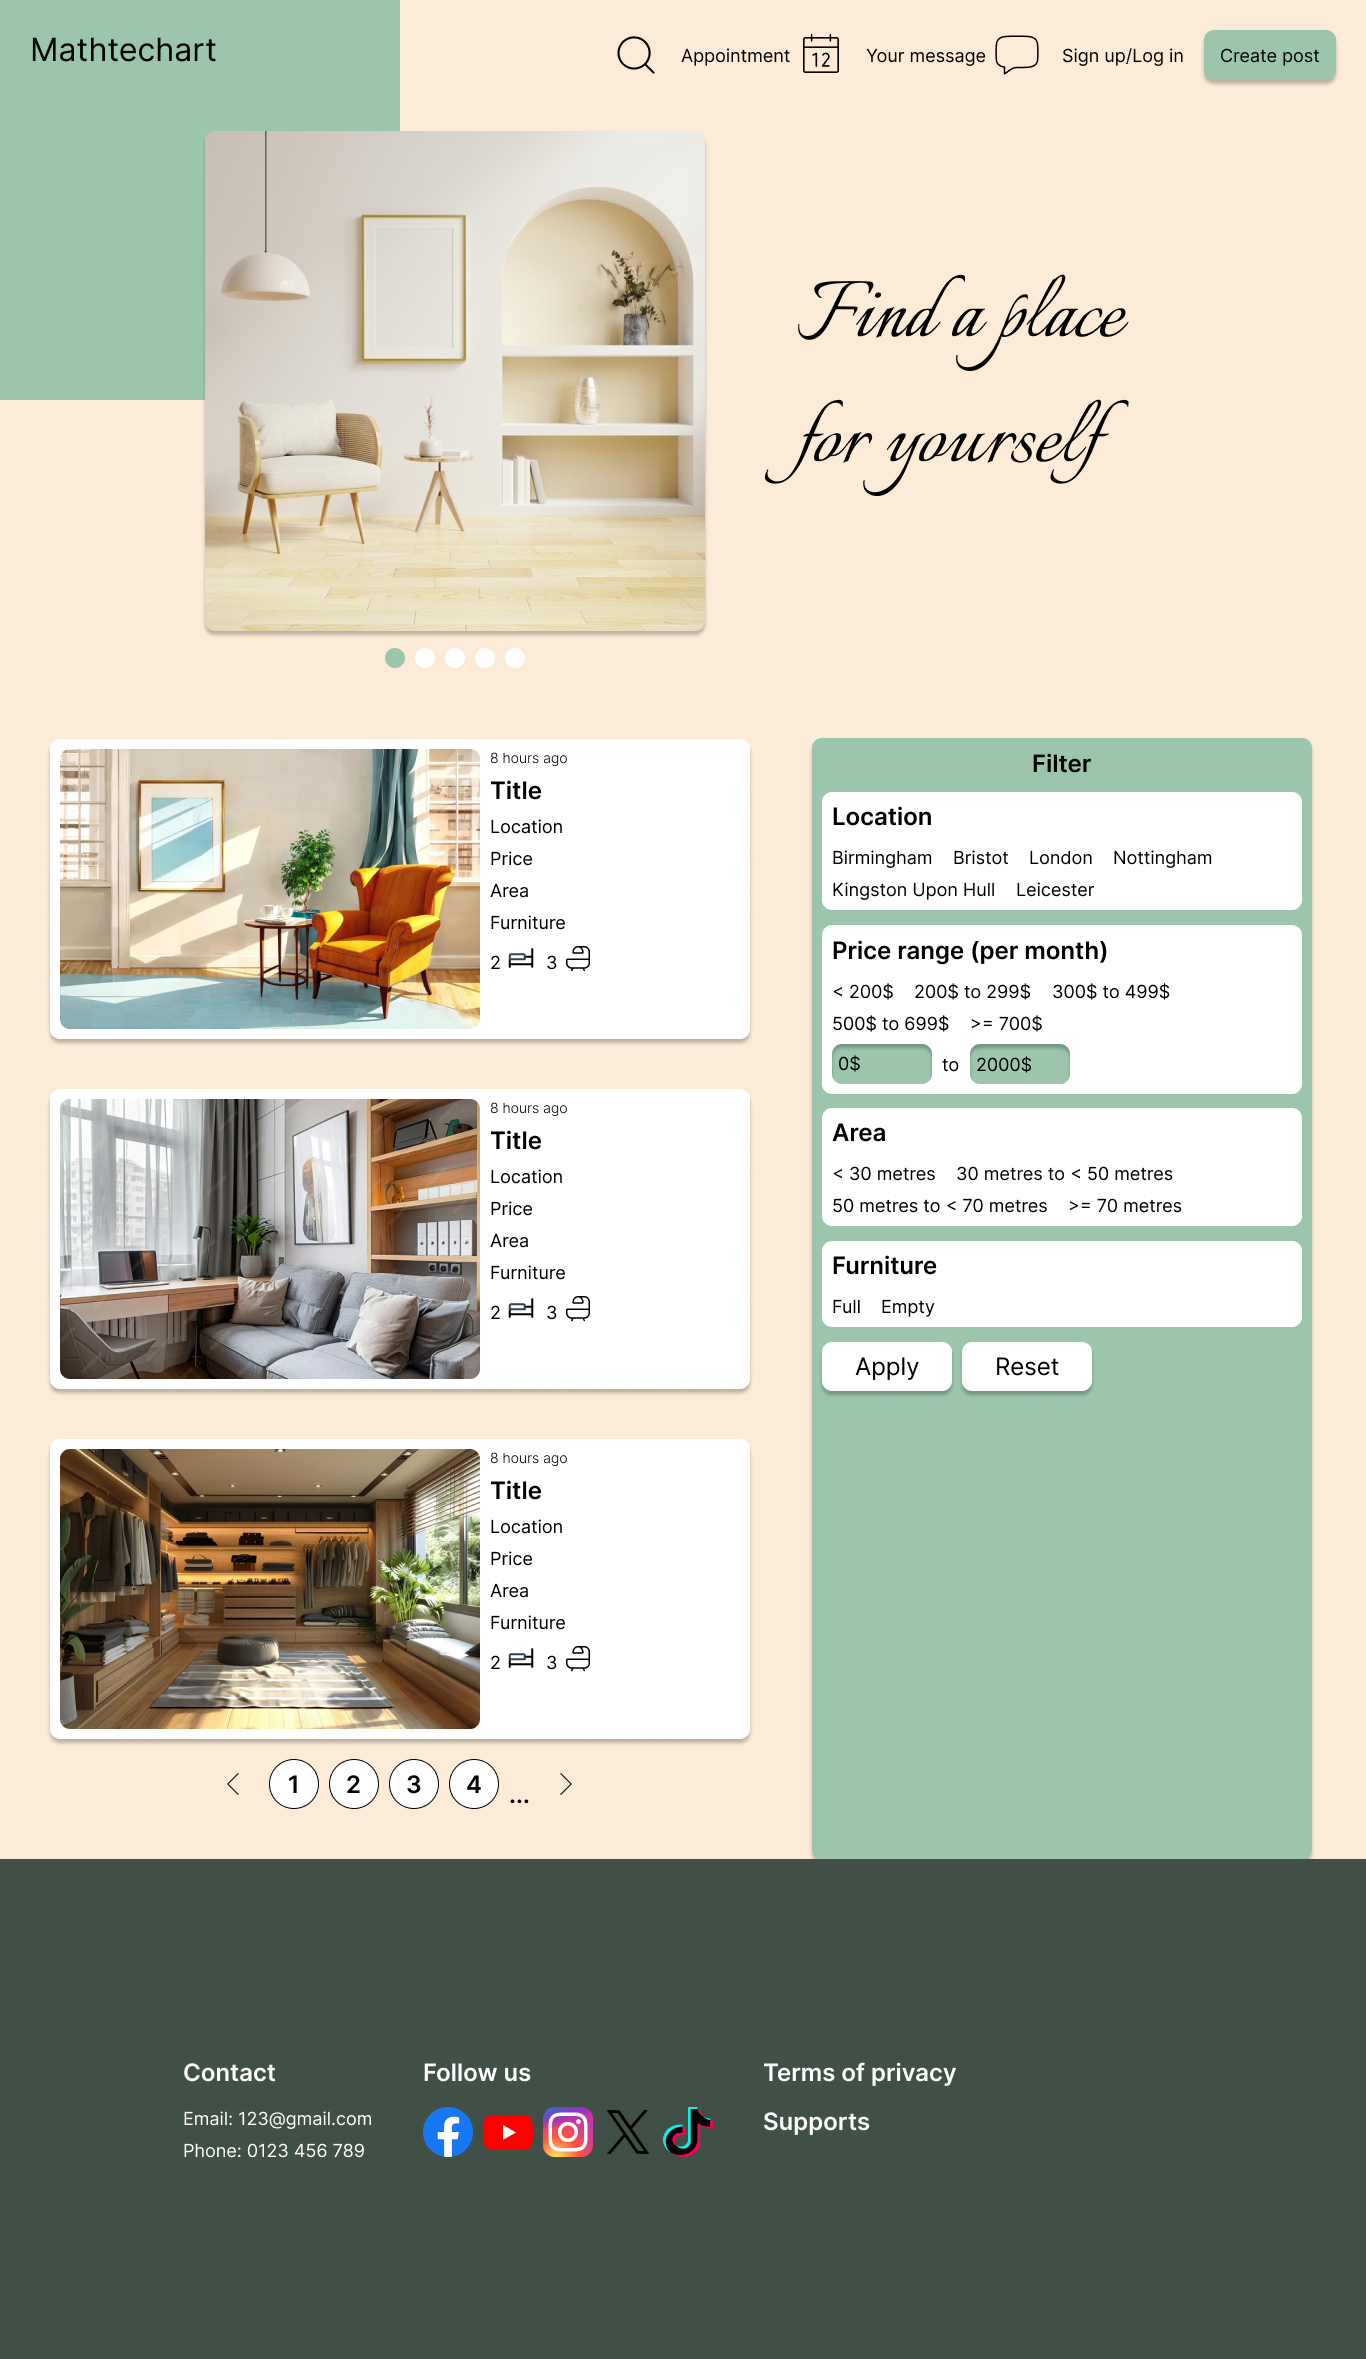 Mathtechart
Appointment 12 Your message Sign up/Log in Create post
Find a place
for yourself
8 hours ago
Title
Location
Price
Area
Furniture
2 3
8 hours ago
Title
Location
Price
Area
Furniture
2 3
8 hours ago
Title
Location
Price
Area
Furniture
2 3
1 2 3 4 ...
Filter
Location
Birmingham Bristot London Nottingham
Kingston Upon Hull Leicester
Price range (per month)
< 200$ 200$ to 299$ 300$ to 499$
500$ to 699$ >= 700$
0$ to 2000$
Area
< 30 metres 30 metres to < 50 metres
50 metres to < 70 metres >= 70 metres
Furniture
Full Empty
Apply Reset
Contact
Email: 123@gmail.com
Phone: 0123 456 789
Follow us
Terms of privacy
Supports